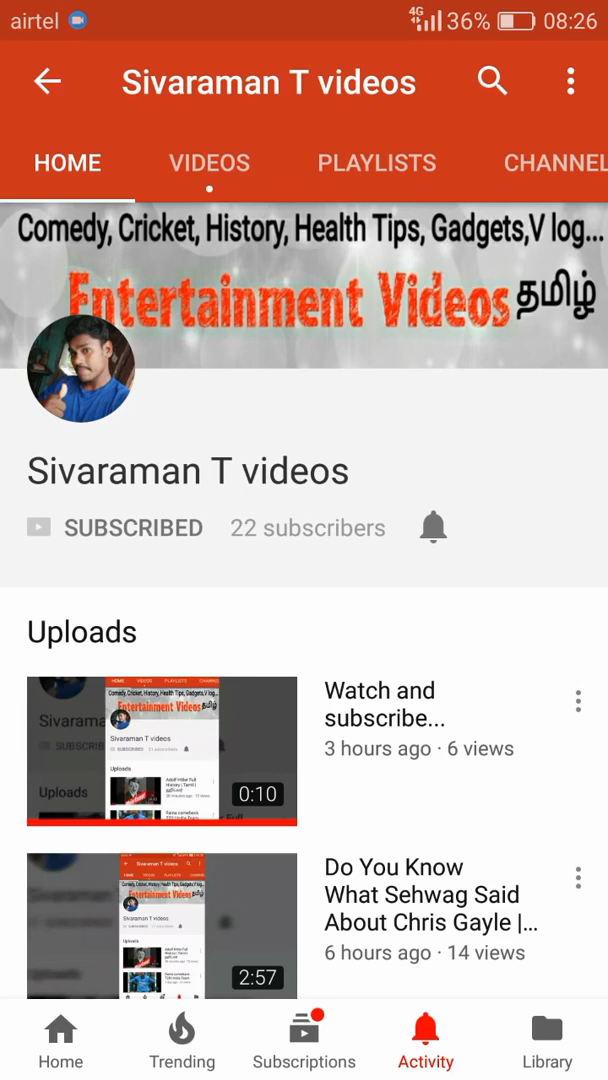 airtel 4G 36% 08:26
Sivaraman T videos
HOME VIDEOS PLAYLISTS CHANNEL
Comedy, Cricket, History, Health Tips, Gadgets,V log...
Entertainment Videos தமிழ்
Sivaraman T videos
SUBSCRIBED 22 subscribers
Uploads
Watch and
subscribe...
3 hours ago · 6 views
0:10
Do You Know
What Sehwag Said
About Chris Gayle |...
6 hours ago · 14 views
2:57
Home Trending Subscriptions Activity Library